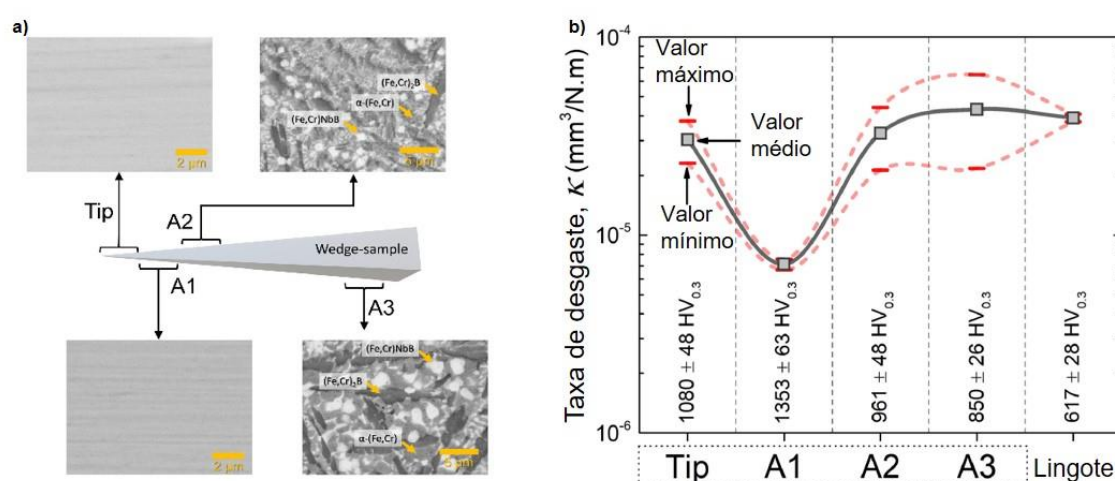 a)
2 μm
(Fe,Cr)₂B
α-(Fe,Cr)
(Fe,Cr)NbB
Tip
A2
Wedge-sample
A1
A3
2 μm
(Fe,Cr)NbB
(Fe,Cr)₂B
α-(Fe,Cr)
5 μm
b)
Taxa de desgaste, κ (mm³/N.m)
10⁻⁴
10⁻⁵
10⁻⁶
Valor
máximo
Valor
médio
Valor
mínimo
1080 ± 48 HV₀.₃
1353 ± 63 HV₀.₃
961 ± 48 HV₀.₃
850 ± 26 HV₀.₃
617 ± 28 HV₀.₃
Tip A1 A2 A3 Lingote